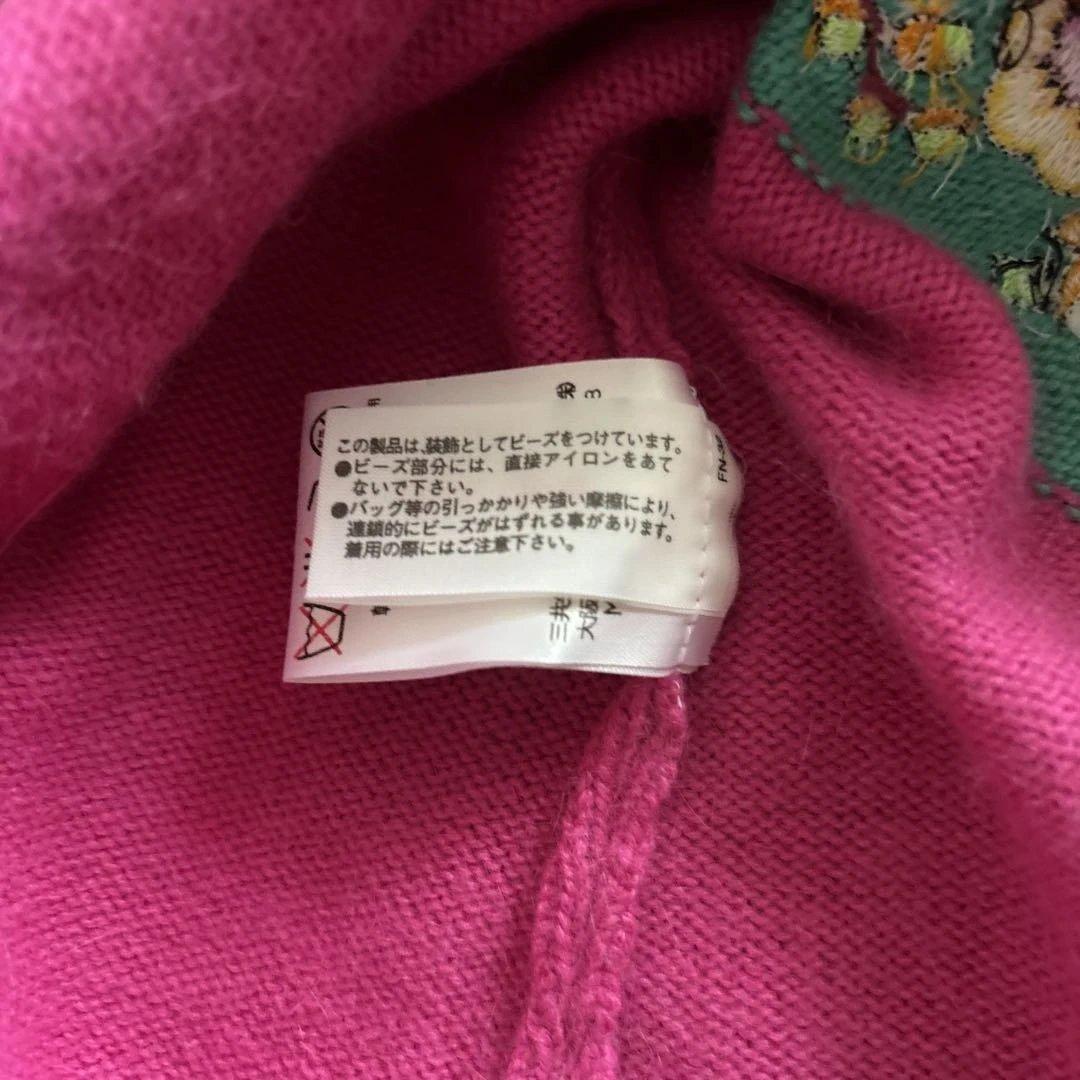 この製品は、装飾としてビーズをつけています。
●ビーズ部分には、直接アイロンをあて
ないで下さい。
●バッグ等の引っかかりや強い摩擦により、
連鎖的にビーズがはずれる事があります。
着用の際にはご注意下さい。
三共
大阪